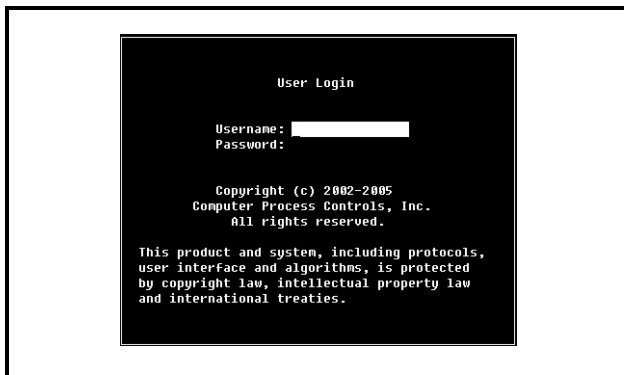 User Login
Username:
Password:
Copyright (c) 2002-2005
Computer Process Controls, Inc.
All rights reserved.
This product and system, including protocols,
user interface and algorithms, is protected
by copyright law, intellectual property law
and international treaties.